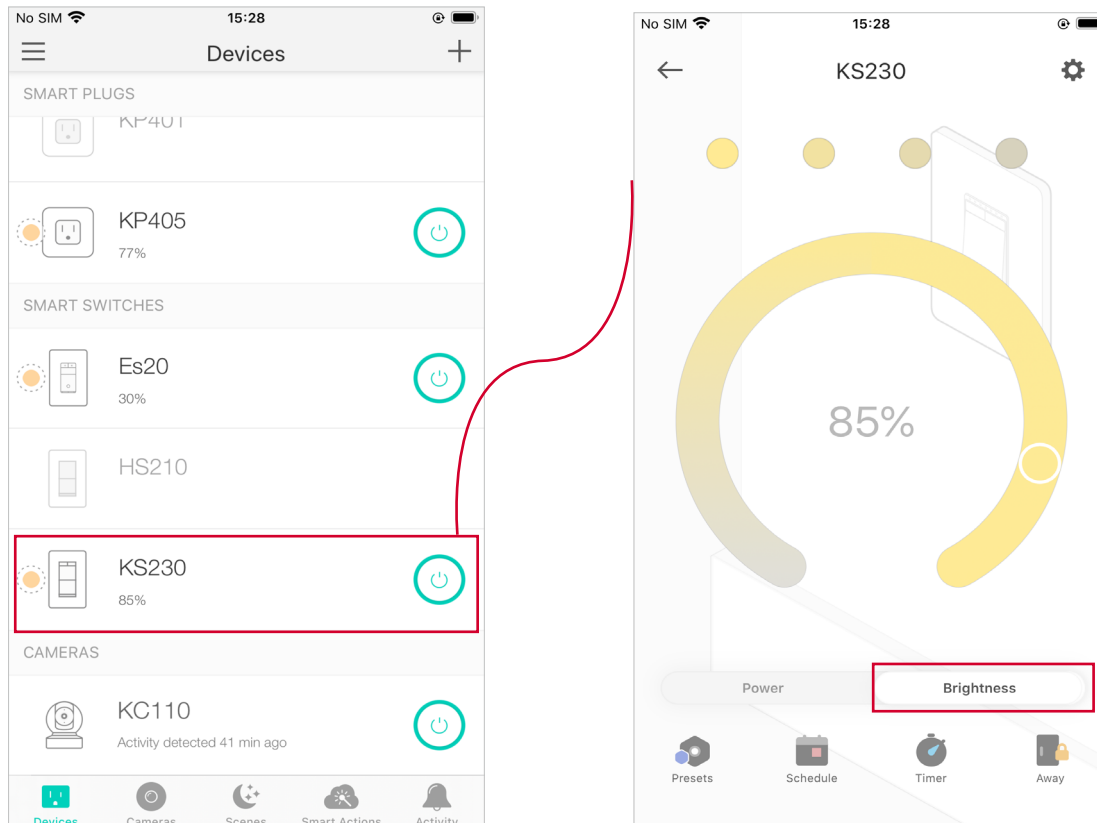 No SIM 15:28
Devices
SMART PLUGS
KP401
KP405
77%
SMART SWITCHES
Es20
30%
HS210
KS230
85%
CAMERAS
KC110
Activity detected 41 min ago
Devices Cameras Scenes Smart Actions Activity
No SIM 15:28
KS230
85%
Power Brightness
Presets Schedule Timer Away